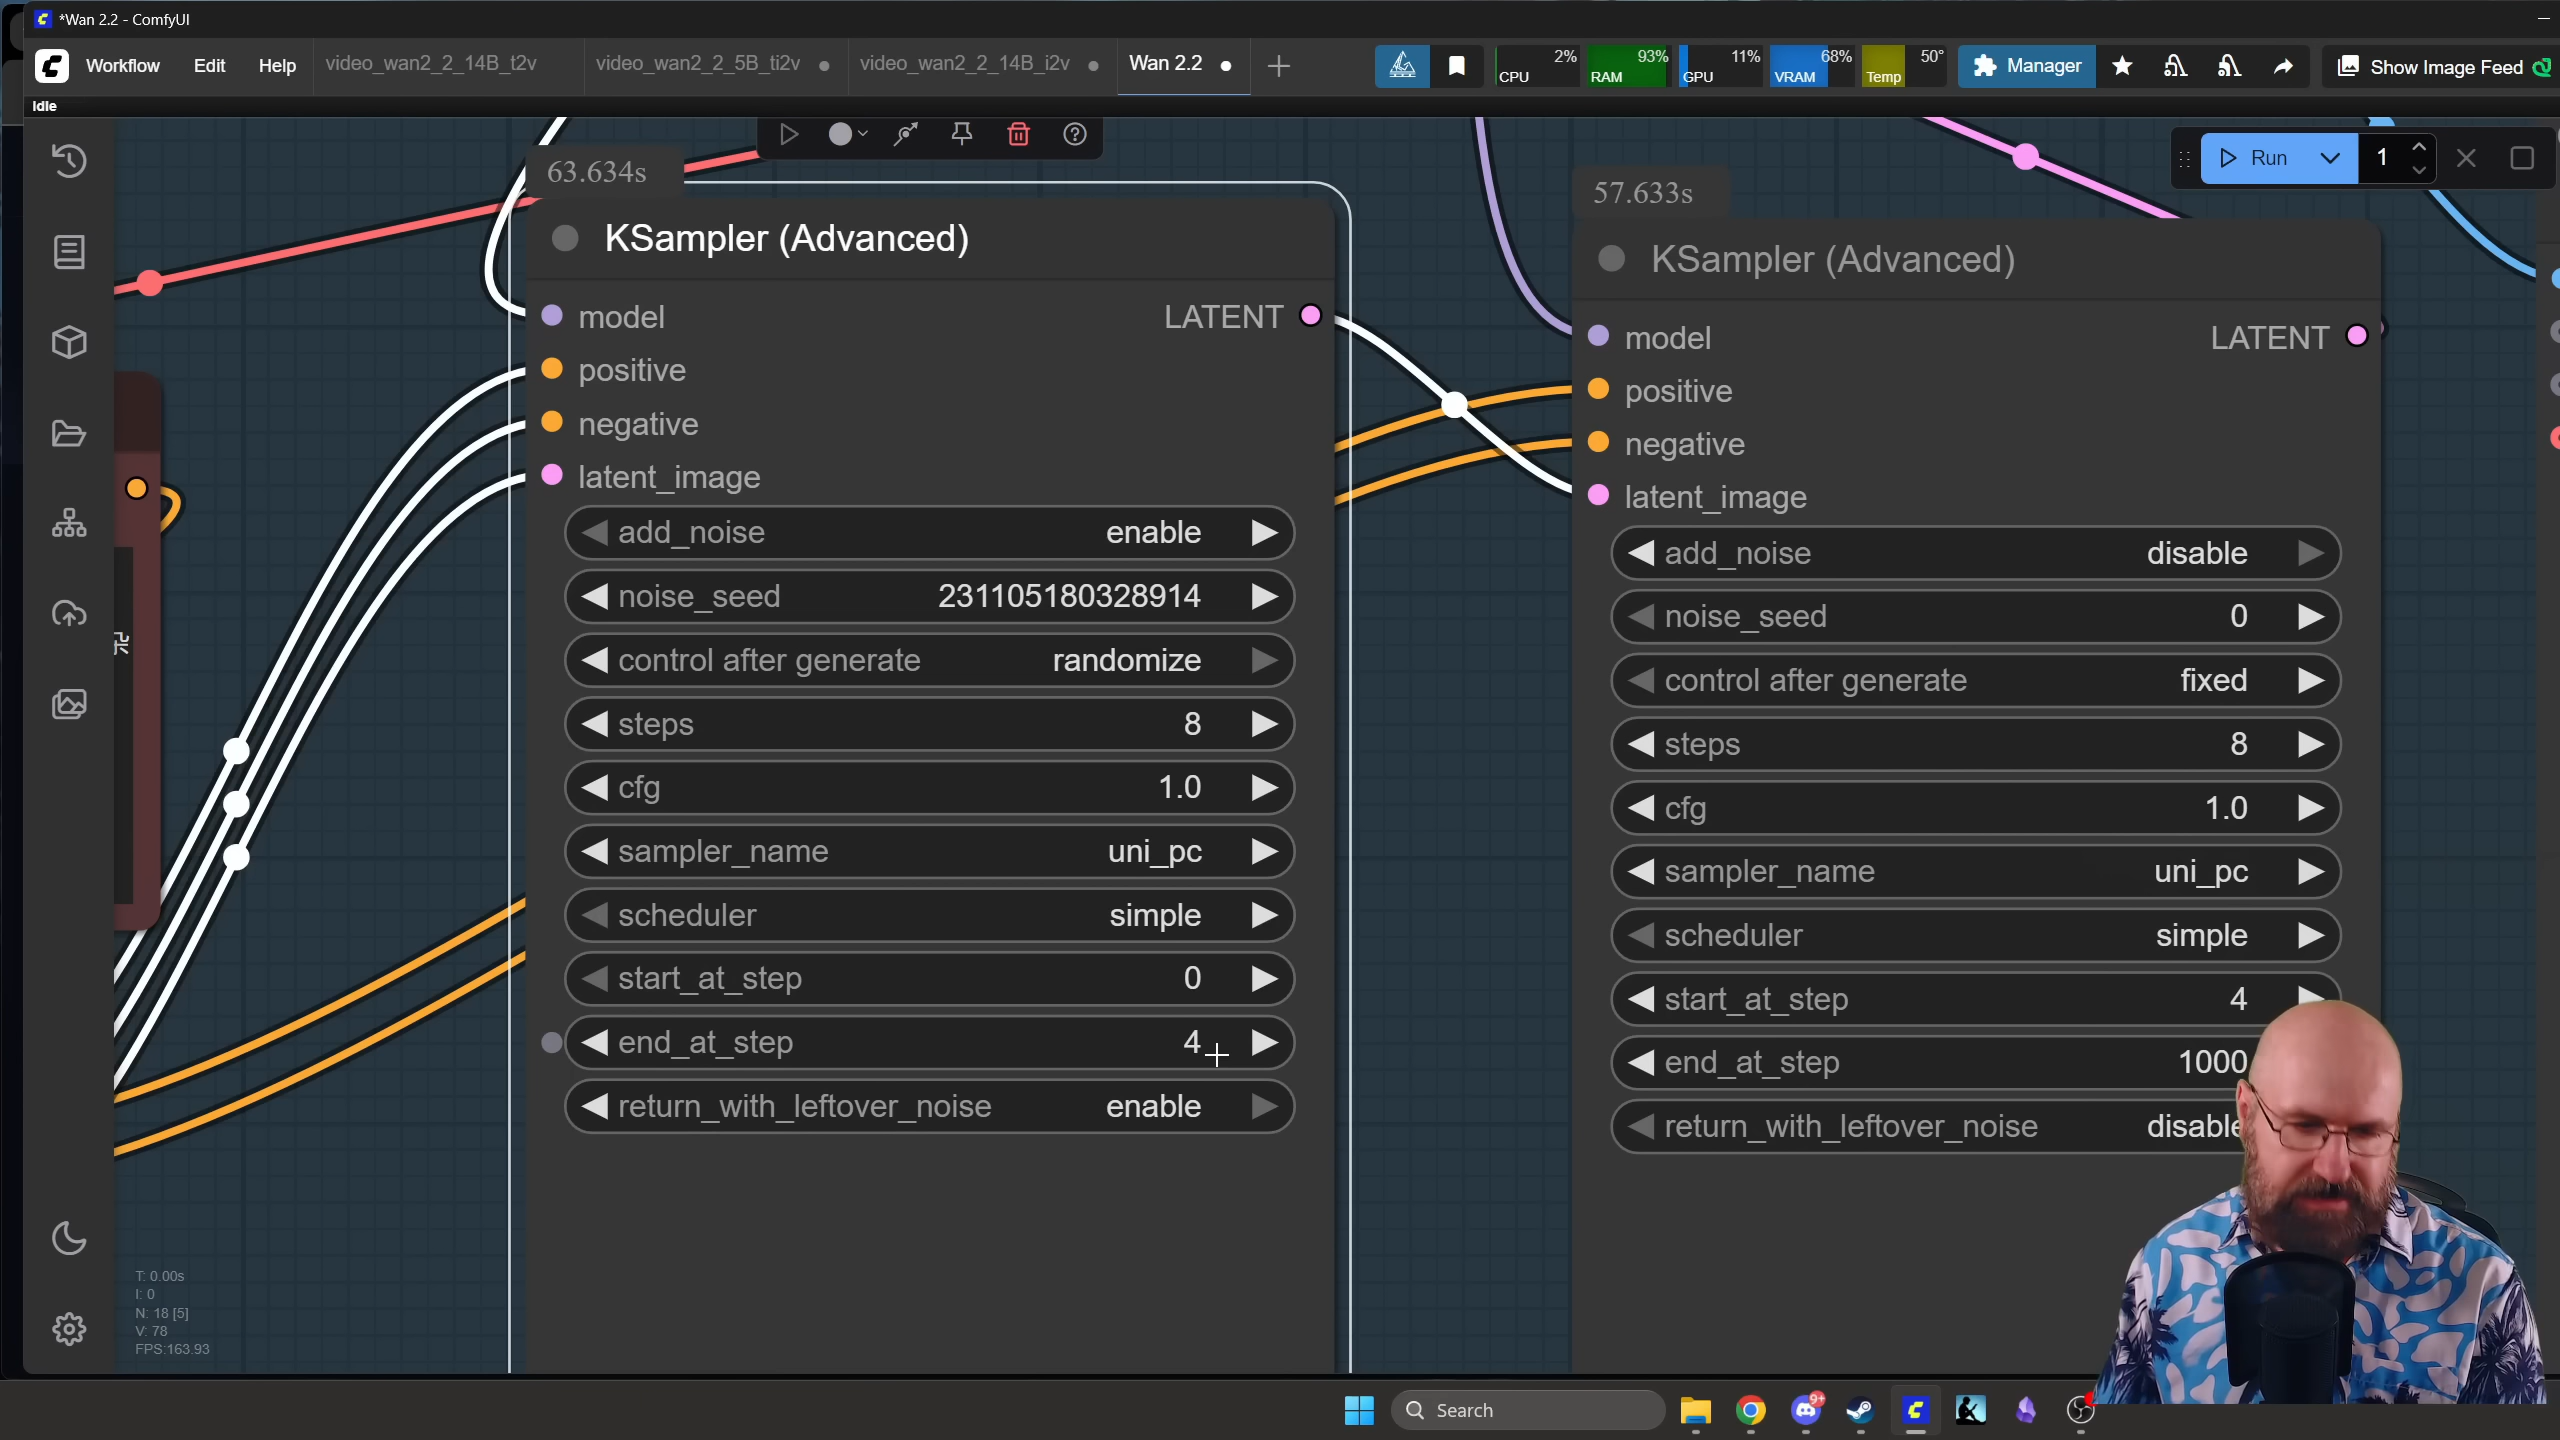 *Wan 2.2 - ComfyUI
Workflow Edit Help video_wan2_2_14B_t2v video_wan2_2_5B_ti2v video_wan2_2_14B_i2v Wan 2.2
CPU 2% RAM 93% GPU 11% VRAM 68% Temp 50° Manager Show Image Feed
Idle
Run 1
63.634s
KSampler (Advanced)
model LATENT
positive
negative
latent_image
add_noise enable
noise_seed 231105180328914
control after generate randomize
steps 8
cfg 1.0
sampler_name uni_pc
scheduler simple
start_at_step 0
end_at_step 4
return_with_leftover_noise enable
57.633s
KSampler (Advanced)
model LATENT
positive
negative
latent_image
add_noise disable
noise_seed 0
control after generate fixed
steps 8
cfg 1.0
sampler_name uni_pc
scheduler simple
start_at_step 4
end_at_step 1000
return_with_leftover_noise disable
T: 0.00s
I: 0
N: 18 [5]
V: 78
FPS:163.93
Search
9+